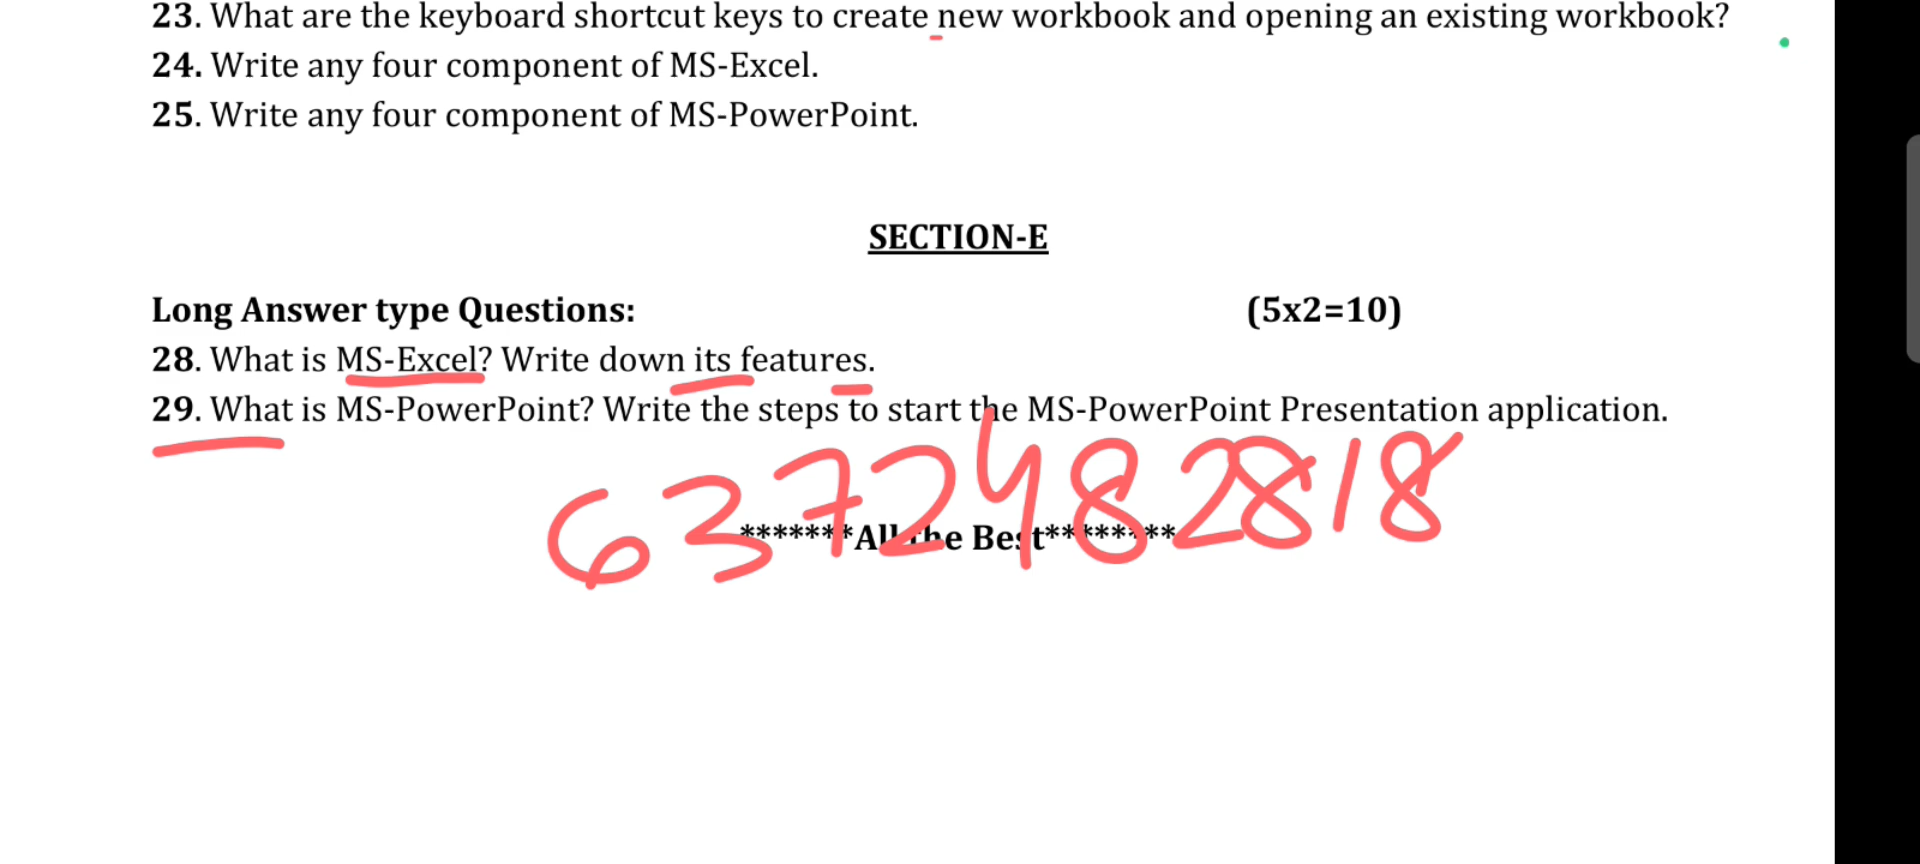 23. What are the keyboard shortcut keys to create new workbook and opening an existing workbook?
24. Write any four component of MS-Excel.
25. Write any four component of MS-PowerPoint.
SECTION-E
Long Answer type Questions: (5x2=10)
28. What is MS-Excel? Write down its features.
29. What is MS-PowerPoint? Write the steps to start the MS-PowerPoint Presentation application.
6372482818
*******All the Best********